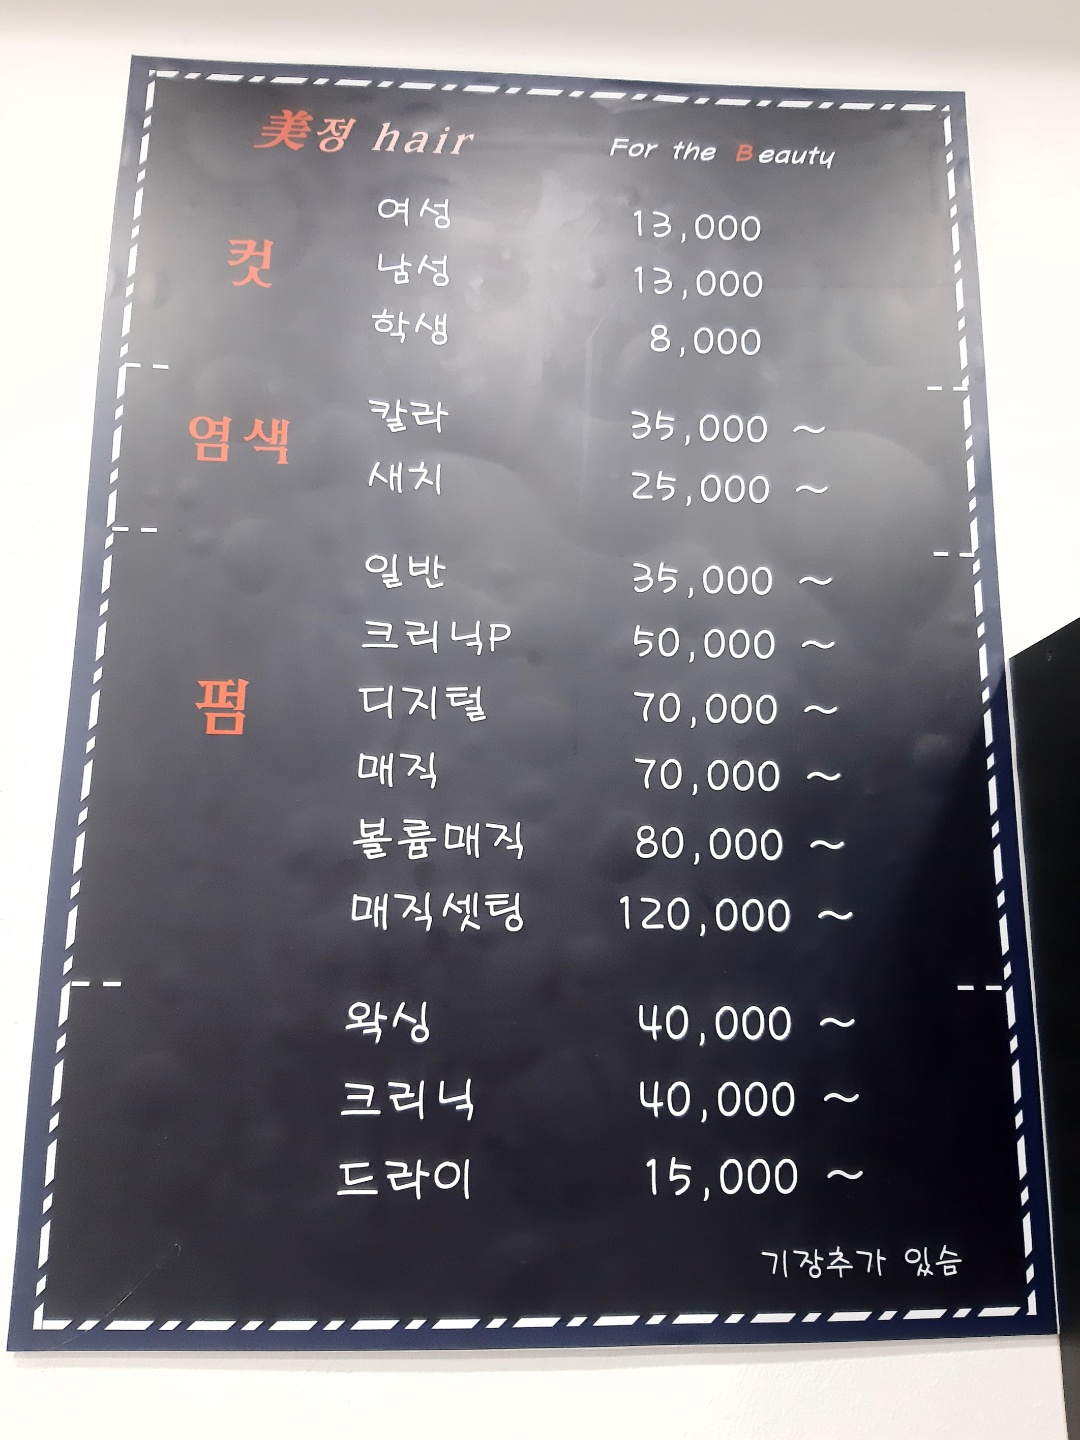 美정 hair For the Beauty
컷
여성 13,000
남성 13,000
학생 8,000
염색
칼라 35,000 ~
새치 25,000 ~
펌
일반 35,000 ~
크리닉P 50,000 ~
디지털 70,000 ~
매직 70,000 ~
볼륨매직 80,000 ~
매직셋팅 120,000 ~
왁싱 40,000 ~
크리닉 40,000 ~
드라이 15,000 ~
기장추가 있슴